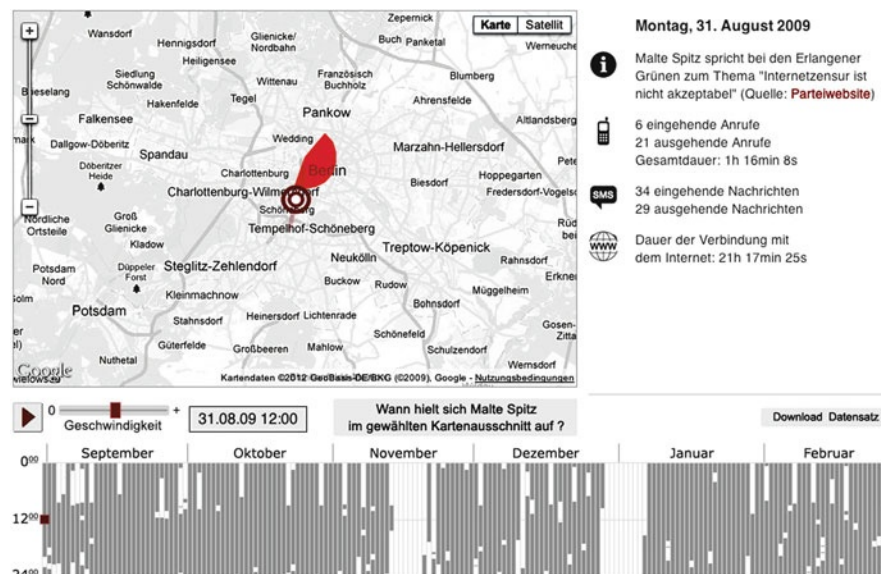 Zepernick
Wansdorf
Hennigsdorf
Glienicke/
Nordbahn
Buch
Panketal
Karte
Satellit
Werneuche
Heiligensee
Siedlung
Schönwalde
Wittenau
Französisch
Buchholz
Blumberg
Hakenfelde
Tegel
Ahrensfelde
Falkensee
Pankow
Altlandsberg
Dallgow-Döberitz
Wedding
Spandau
Marzahn-Hellersdorf
Döberitzer
Heide
Charlottenburg
Berlin
Hoppegarten
Biesdorf
Charlottenburg-Wilmersdorf
Fredersdorf-Vogelsd
Schöneberg
Nördliche
Ortsteile
Groß
Glienicke
Tempelhof-Schöneberg
Kladow
Treptow-Köpenick
Potsdam
Nord
Düppeler
Forst
Steglitz-Zehlendorf
Neukölln
Rahnsdorf
Buckow
Rudow
Erkner
Kleinmachnow
Müggelheim
Potsdam
Bohnsdorf
Stahnsdorf
Heinersdorf
Lichtenrade
Schönefeld
Gosen-
Zitta
Güterfelde
Großbeeren
Mahlow
Schulzendorf
Nuthetal
Wernsdorf
Google
Kartendaten ©2012 GeoBasis-DE/BKG (©2009), Google - Nutzungsbedingungen
Montag, 31. August 2009
Malte Spitz spricht bei den Erlangener
Grünen zum Thema "Internetzensur ist
nicht akzeptabel" (Quelle: Parteiwebsite)
6 eingehende Anrufe
21 ausgehende Anrufe
Gesamtdauer: 1h 16min 8s
SMS
34 eingehende Nachrichten
29 ausgehende Nachrichten
WWW
Dauer der Verbindung mit
dem Internet: 21h 17min 25s
0 +
Geschwindigkeit
31.08.09 12:00
Wann hielt sich Malte Spitz
im gewählten Kartenausschnitt auf ?
Download Datensatz
September Oktober November Dezember Januar Februar
0⁰⁰
12⁰⁰
24⁰⁰